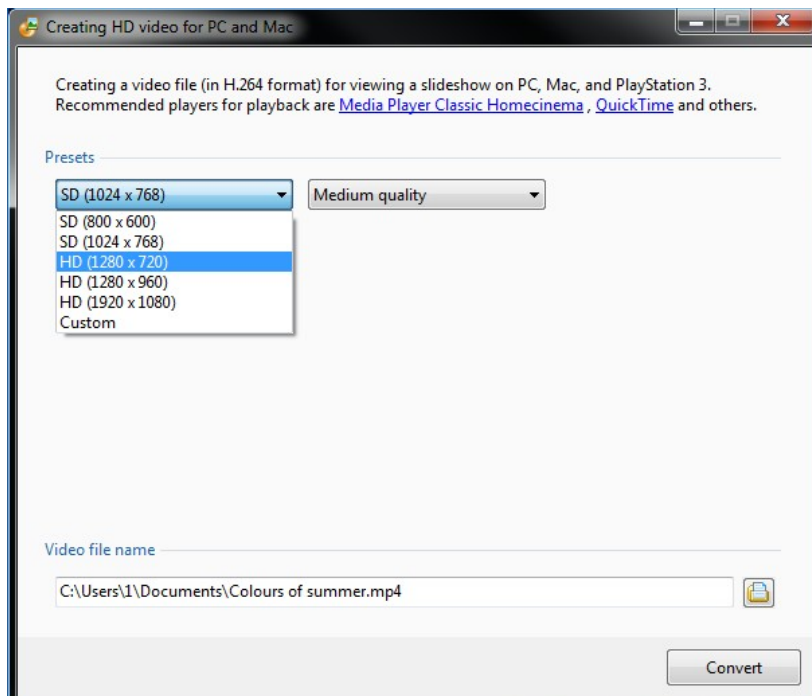 Creating HD video for PC and Mac
Creating a video file (in H.264 format) for viewing a slideshow on PC, Mac, and PlayStation 3.
Recommended players for playback are Media Player Classic Homecinema , QuickTime and others.
Presets
SD (1024 x 768) Medium quality
SD (800 x 600)
SD (1024 x 768)
HD (1280 x 720)
HD (1280 x 960)
HD (1920 x 1080)
Custom
Video file name
C:\Users\1\Documents\Colours of summer.mp4
Convert